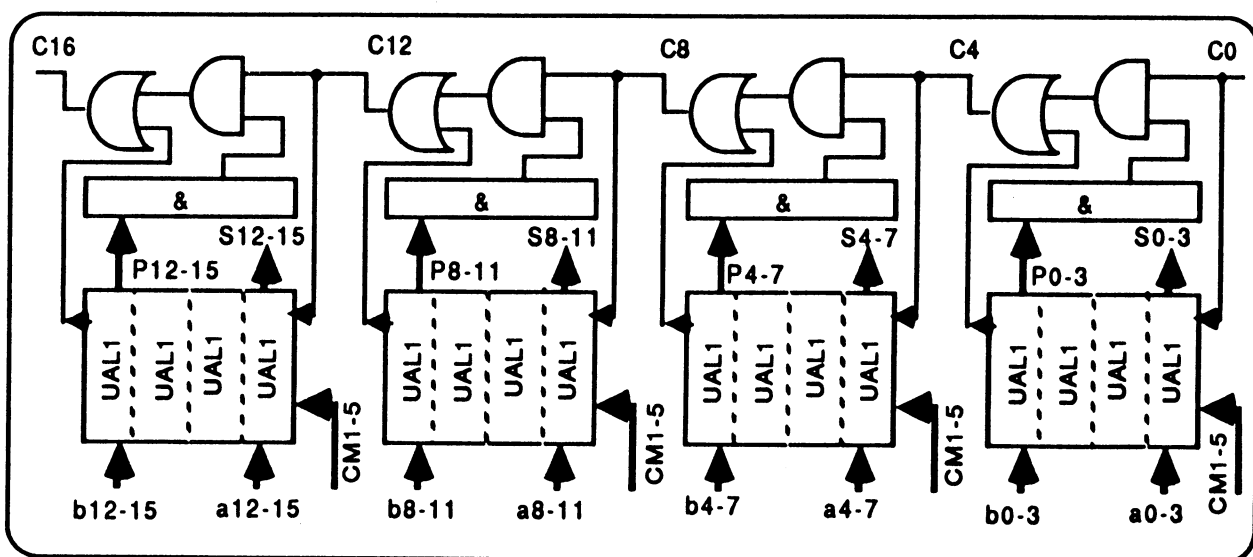 C16 C12 C8 C4 C0
& & & &
S12-15 S8-11 S4-7 S0-3
P12-15 P8-11 P4-7 P0-3
UAL1 UAL1 UAL1 UAL1 UAL1 UAL1 UAL1 UAL1 UAL1 UAL1 UAL1 UAL1 UAL1 UAL1 UAL1 UAL1
CM1-5 CM1-5 CM1-5 CM1-5
b12-15 a12-15 b8-11 a8-11 b4-7 a4-7 b0-3 a0-3